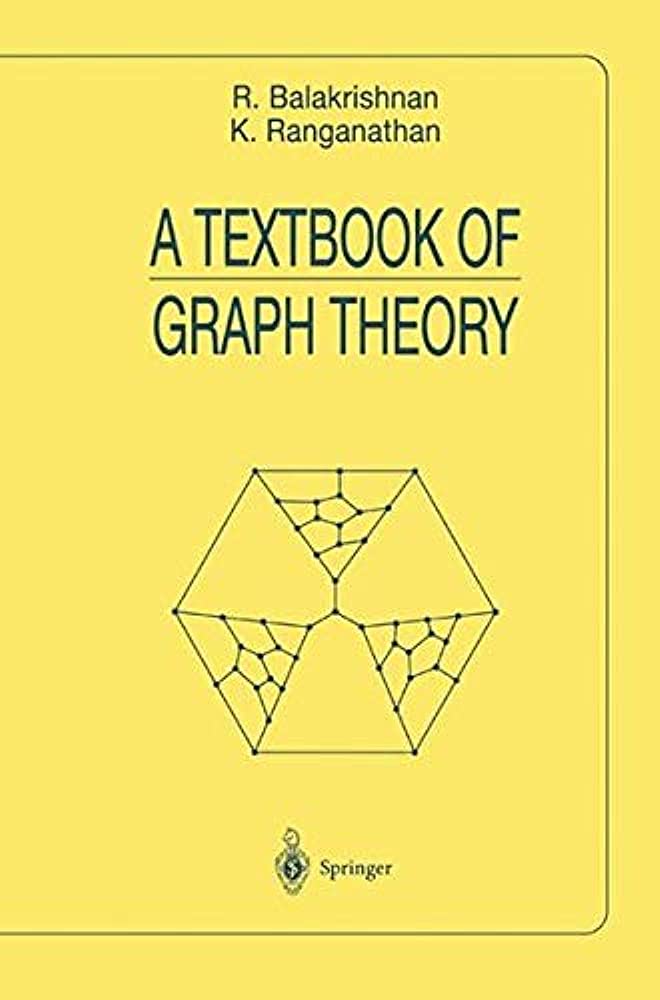 R. Balakrishnan
K. Ranganathan
A TEXTBOOK OF
GRAPH THEORY
Springer